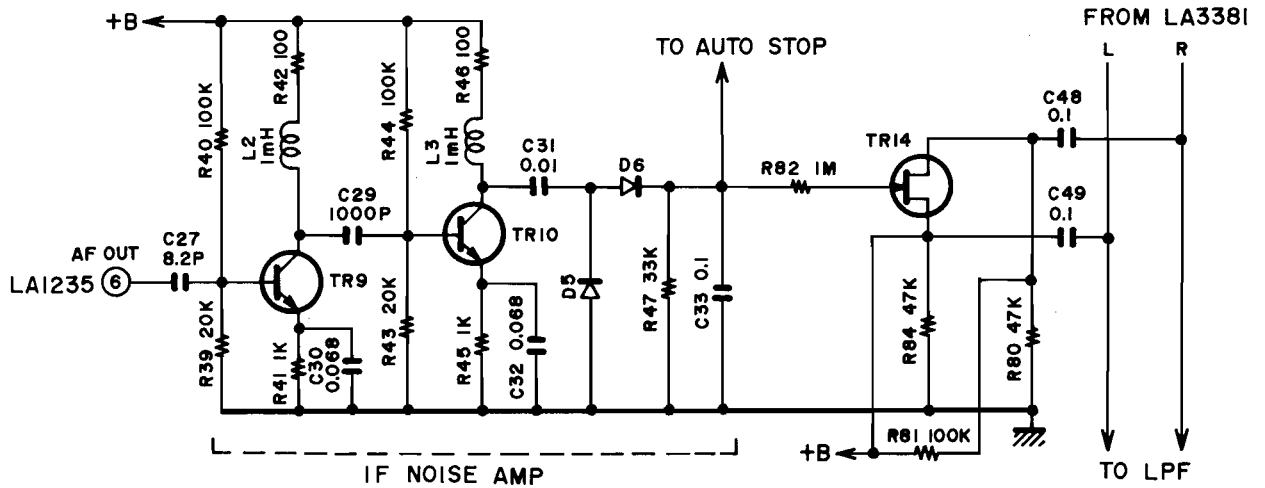 FROM LA3381
L R
+B
TO AUTO STOP
R40 100K
R42 100
L2 1mH
R44 100K
R46 100
L3 1mH
C29
1000P
C31
0.01
D6
R82 1M
TR14
C48
0.1
C49
0.1
AF OUT
LA1235 6
C27
8.2P
TR9
TR10
D5
R47 33K
C33 0.1
R84 47K
R80 47K
R39 20K
R41 1K
C30
0.068
R43 20K
R45 1K
C32 0.068
+B
R81 100K
TO LPF
IF NOISE AMP